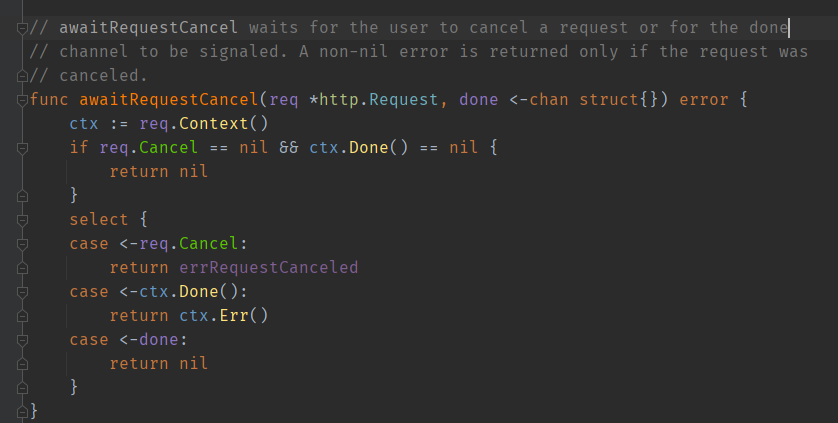 // awaitRequestCancel waits for the user to cancel a request or for the done
// channel to be signaled. A non-nil error is returned only if the request was
// canceled.
func awaitRequestCancel(req *http.Request, done <-chan struct{}) error {
    ctx := req.Context()
    if req.Cancel == nil && ctx.Done() == nil {
        return nil
    }
    select {
    case <-req.Cancel:
        return errRequestCanceled
    case <-ctx.Done():
        return ctx.Err()
    case <-done:
        return nil
    }
}